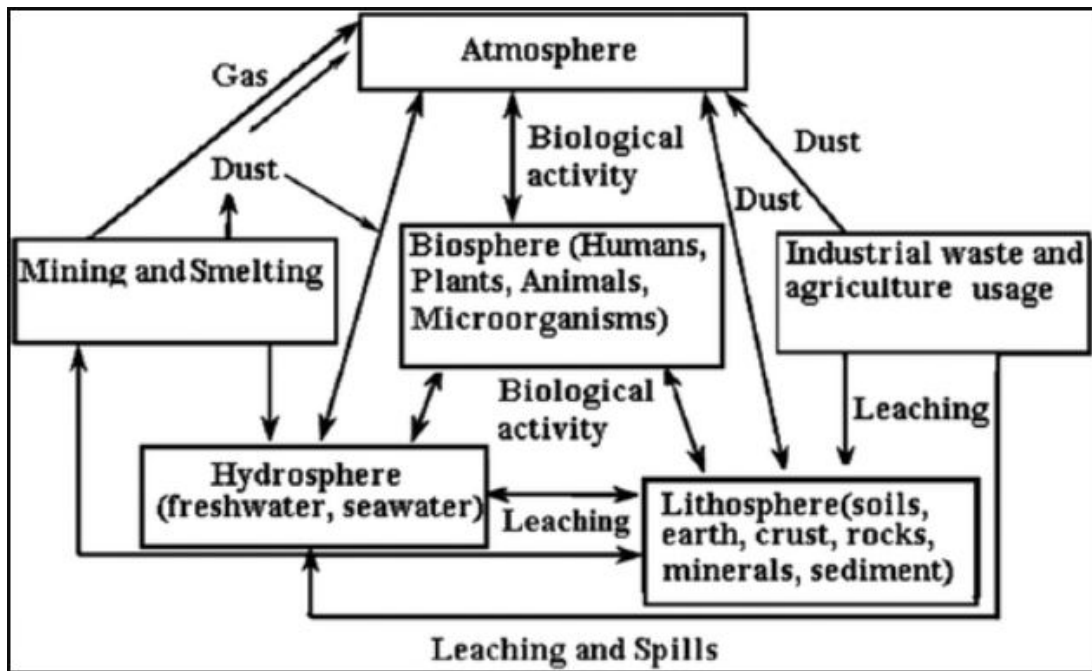 Atmosphere
Gas
Biological
activity
Dust
Dust
Dust
Mining and Smelting
Biosphere (Humans,
Plants, Animals,
Microorganisms)
Industrial waste and
agriculture usage
Biological
activity
Leaching
Hydrosphere
(freshwater, seawater)
Leaching
Lithosphere(soils,
earth, crust, rocks,
minerals, sediment)
Leaching and Spills